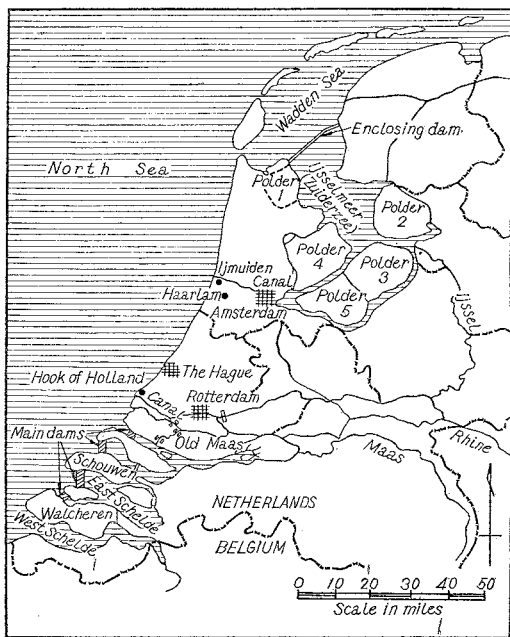 Wadden Sea
Enclosing dam
North Sea
Polder
1
Ijsselmeer
(Zuiderzee)
Polder
2
Polder
4
Polder
3
Polder
5
Ijmuiden
Canal
Haarlam
Amsterdam
Ijssel
The Hague
Hook of Holland
Rotterdam
Canal
Old Maas
Main dams
Maas
Rhine
Schouwen
East Schelde
Walcheren
West Schelde
NETHERLANDS
BELGIUM
0 10 20 30 40 50
Scale in miles